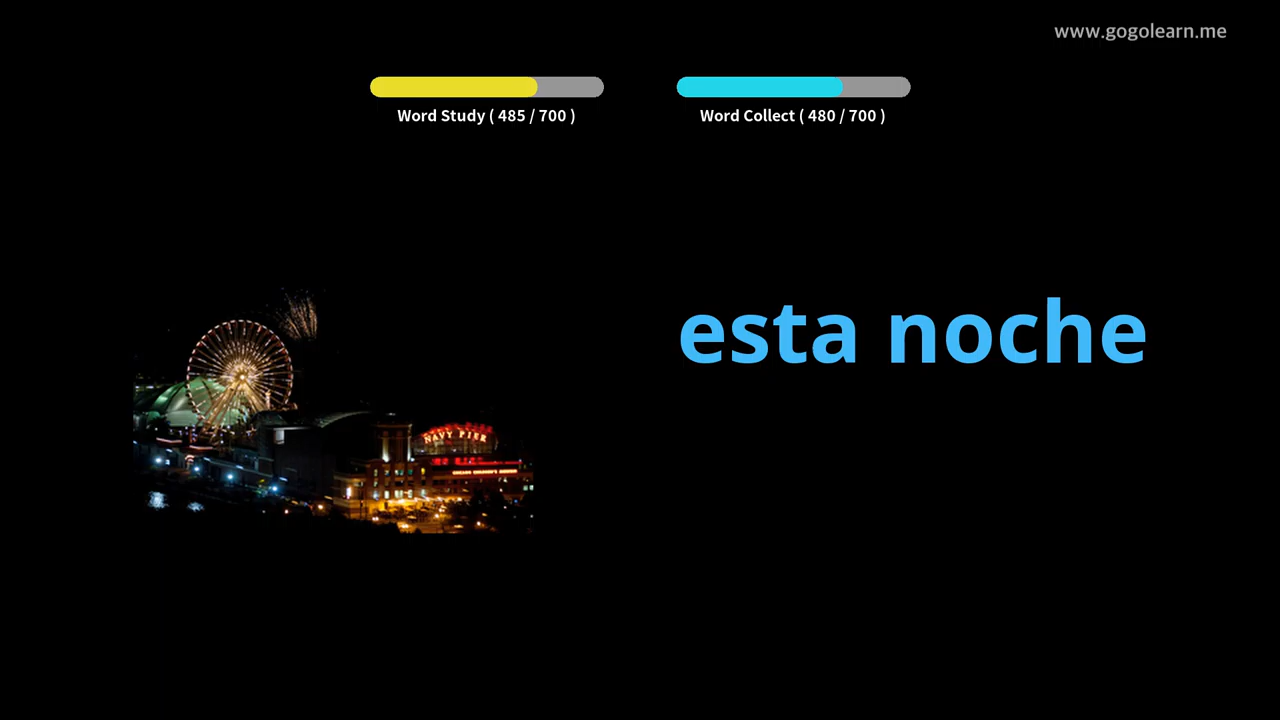 www.gogolearn.me
Word Study ( 485 / 700 )
Word Collect ( 480 / 700 )
esta noche
NAVY PIER